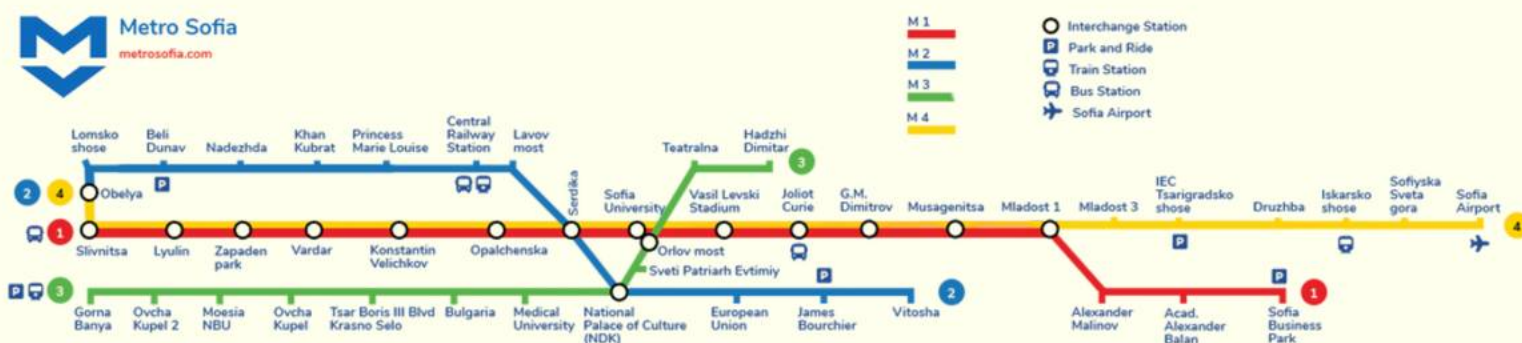 Metro Sofia
metrosofia.com
M 1
M 2
M 3
M 4
Interchange Station
P Park and Ride
Train Station
Bus Station
Sofia Airport
Lomsko
shose
Beli
Dunav
P
Nadezhda
Khan
Kubrat
Princess
Marie Louise
Central
Railway
Station
Lavov
most
Teatralna
Hadzhi
Dimitar
3
2
4
Obelya
Serdika
Sofia
University
Vasil Levski
Stadium
Joliot
Curie
G.M.
Dimitrov
Musagenitsa
Mladost 1
Mladost 3
IEC
Tsarigradsko
shose
P
Druzhba
Iskarsko
shose
Sofiyska
Sveta
gora
Sofia
Airport
4
1
Slivnitsa
Lyulin
Zapaden
park
Vardar
Konstantin
Velichkov
Opalchenska
Orlov most
Sveti Patriarh Evtimiy
P
3
Gorna
Banya
Ovcha
Kupel 2
Moesia
NBU
Ovcha
Kupel
Tsar Boris III Blvd
Krasno Selo
Bulgaria
Medical
University
National
Palace of Culture
(NDK)
European
Union
P
James
Bourchier
Vitosha
2
Alexander
Malinov
Acad.
Alexander
Balan
P
Sofia
Business
Park
1